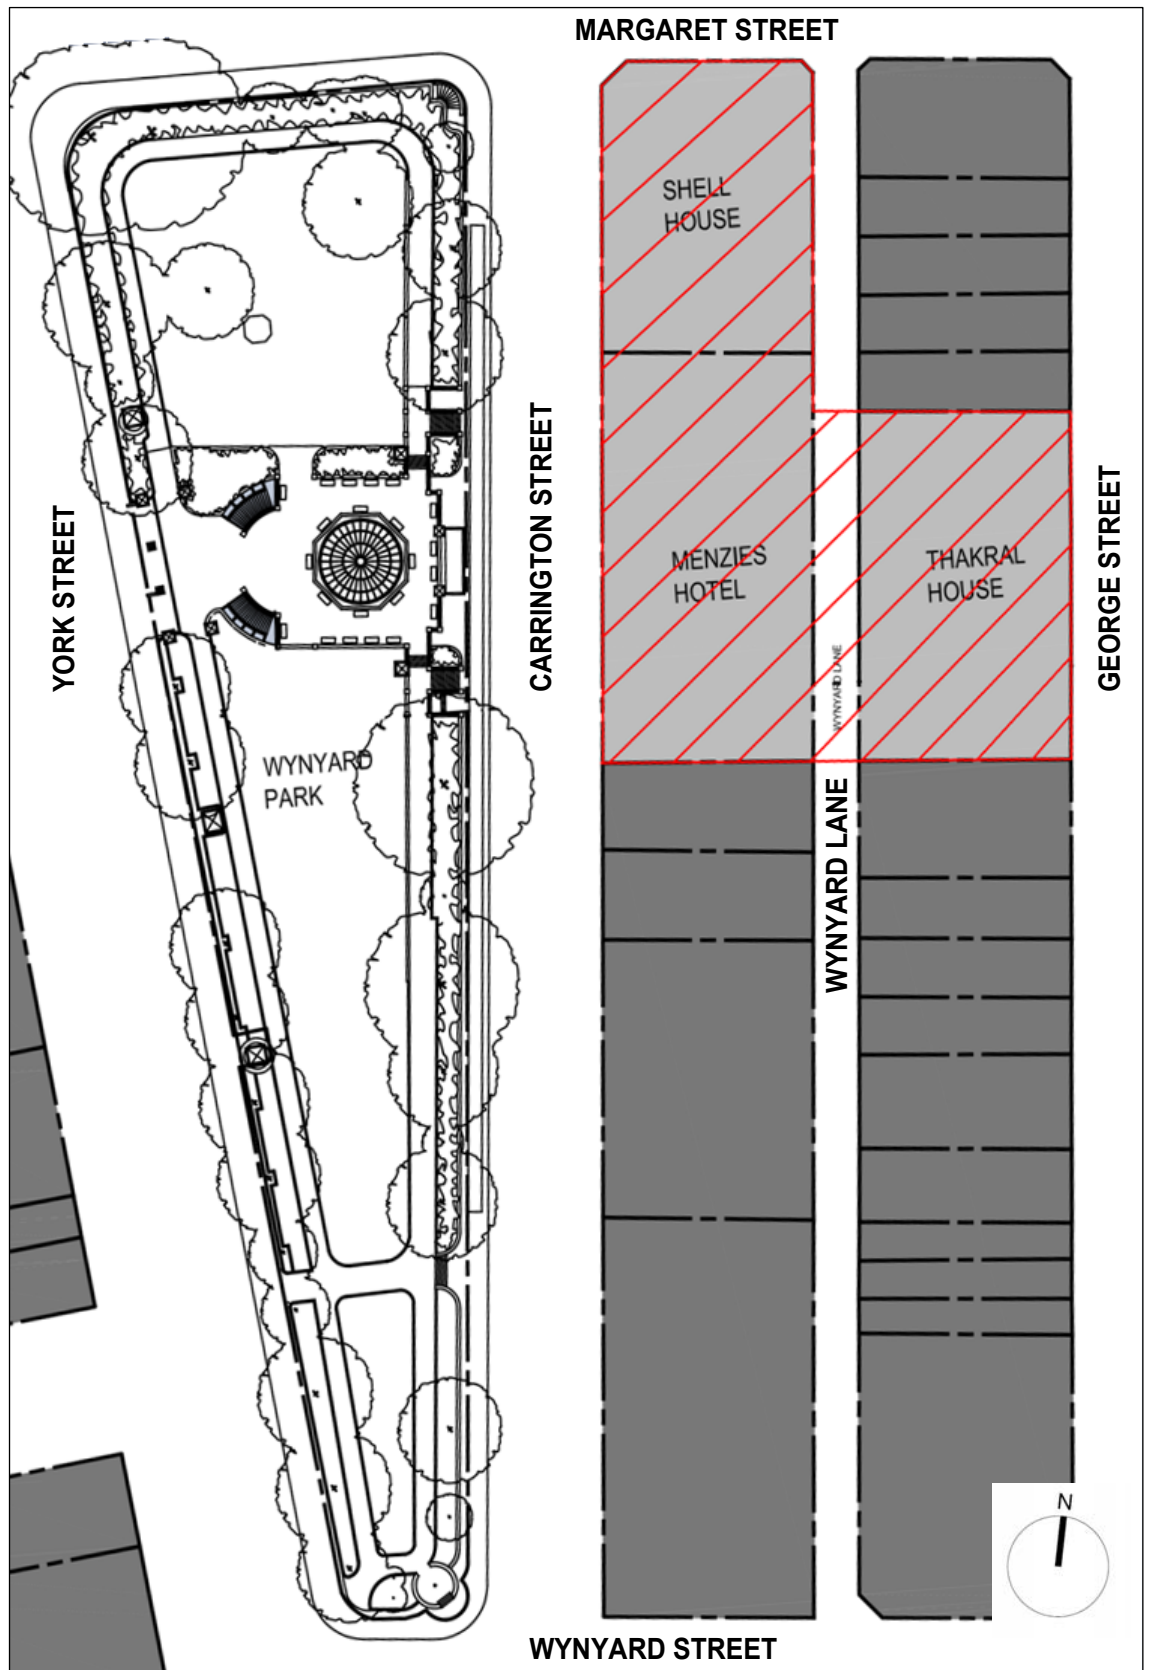 MARGARET STREET
SHELL
HOUSE
CARRINGTON STREET
GEORGE STREET
YORK STREET
MENZIES
HOTEL
THAKRAL
HOUSE
WYNYARD LANE
WYNYARD
PARK
WYNYARD LANE
N
WYNYARD STREET